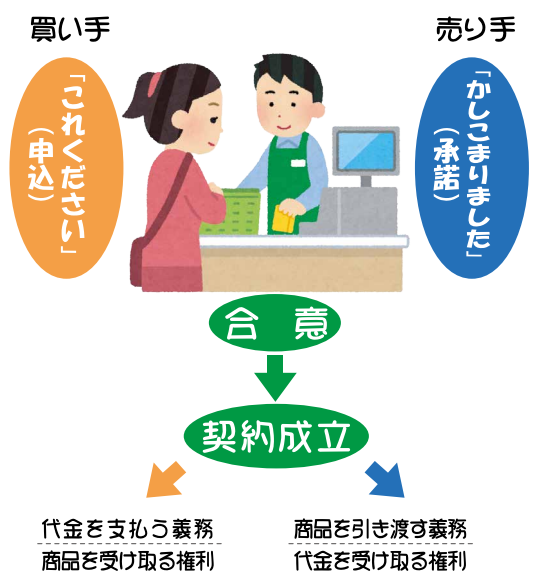 買い手
売り手
「これください」
（申込）
「かしこまりました」
（承諾）
合意
契約成立
代金を支払う義務
商品を受け取る権利
商品を引き渡す義務
代金を受け取る権利